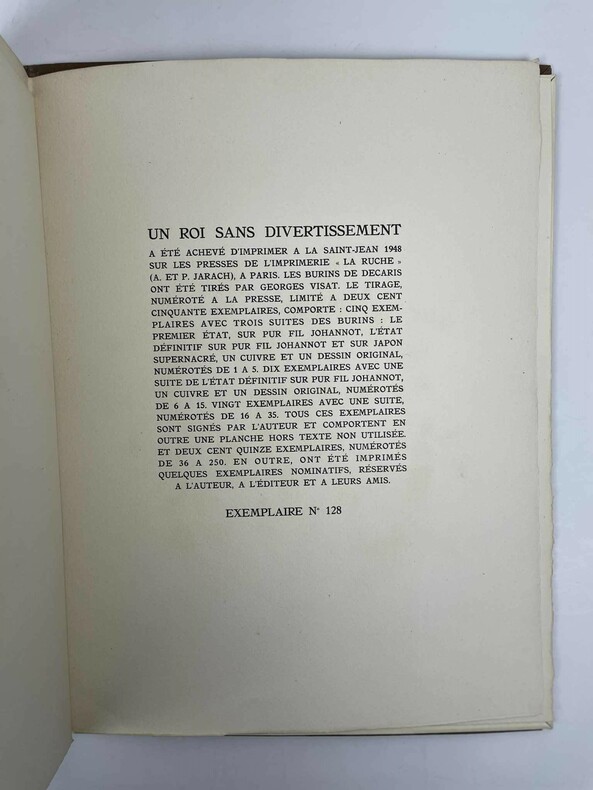 UN ROI SANS DIVERTISSEMENT
A ÉTÉ ACHEVÉ D'IMPRIMER A LA SAINT-JEAN 1948
SUR LES PRESSES DE L'IMPRIMERIE « LA RUCHE »
(A. ET P. JARACH), A PARIS. LES BURINS DE DECARIS
ONT ÉTÉ TIRÉS PAR GEORGES VISAT. LE TIRAGE,
NUMÉROTÉ A LA PRESSE, LIMITÉ A DEUX CENT
CINQUANTE EXEMPLAIRES, COMPORTE : CINQ EXEM-
PLAIRES AVEC TROIS SUITES DES BURINS : LE
PREMIER ÉTAT, SUR PUR FIL JOHANNOT, L'ÉTAT
DÉFINITIF SUR PUR FIL JOHANNOT ET SUR JAPON
SUPERNACRÉ, UN CUIVRE ET UN DESSIN ORIGINAL,
NUMÉROTÉS DE 1 A 5. DIX EXEMPLAIRES AVEC UNE
SUITE DE L'ÉTAT DÉFINITIF SUR PUR FIL JOHANNOT,
UN CUIVRE ET UN DESSIN ORIGINAL, NUMÉROTÉS
DE 6 A 15. VINGT EXEMPLAIRES AVEC UNE SUITE,
NUMÉROTÉS DE 16 A 35. TOUS CES EXEMPLAIRES
SONT SIGNÉS PAR L'AUTEUR ET COMPORTENT EN
OUTRE UNE PLANCHE HORS TEXTE NON UTILISÉE.
ET DEUX CENT QUINZE EXEMPLAIRES, NUMÉROTÉS
DE 36 A 250. EN OUTRE, ONT ÉTÉ IMPRIMÉS
QUELQUES EXEMPLAIRES NOMINATIFS, RÉSERVÉS
A L'AUTEUR, A L'ÉDITEUR ET A LEURS AMIS.
EXEMPLAIRE N° 128